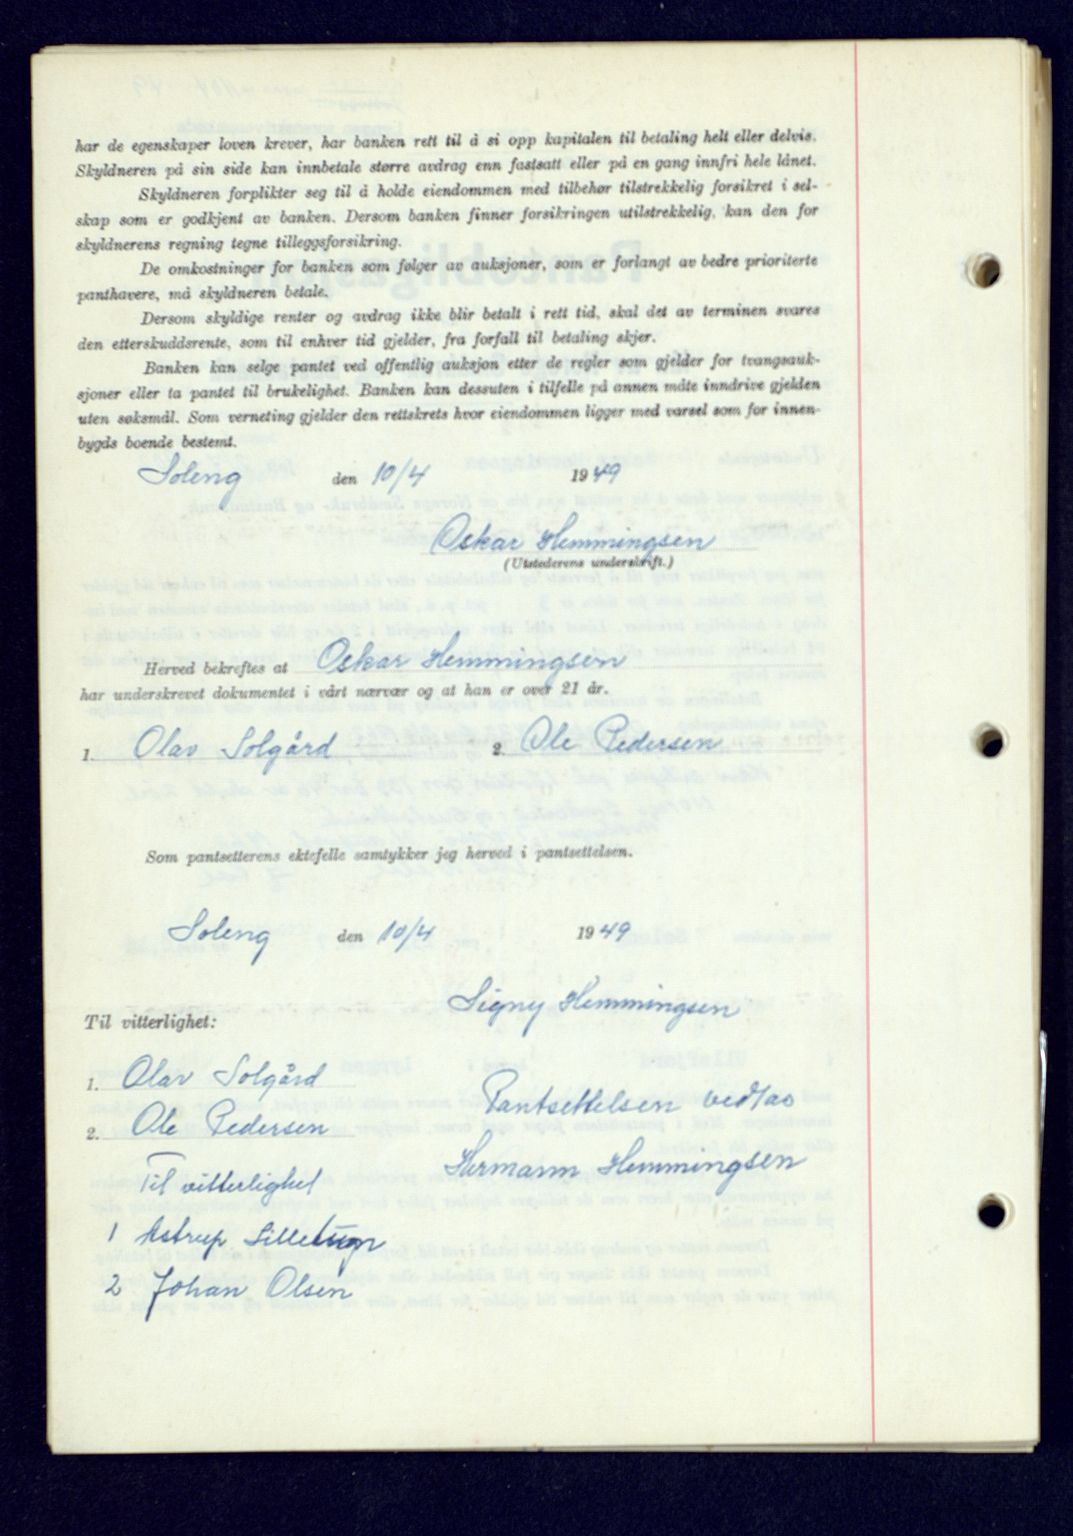 har de egenskaper loven krever, har banken rett til å si opp kapitalen til betaling helt eller delvis.
Skyldneren på sin side kan innbetale større avdrag enn fastsatt eller på en gang innfri hele lånet.
Skyldneren forplikter seg til å holde eiendommen med tilbehør tilstrekkelig forsikret i sel-
skap som er godkjent av banken. Dersom banken finner forsikringen utilstrekkelig, kan den for
skyldnerens regning tegne tilleggsforsikring.
De omkostninger for banken som følger av auksjoner, som er forlangt av bedre prioriterte
panthavere, må skyldneren betale.
Dersom skyldige renter og avdrag ikke blir betalt i rett tid, skal det av terminen svares
den etterskuddsrente, som til enhver tid gjelder, fra forfall til betaling skjer.
Banken kan selge pantet ved offentlig auksjon etter de regler som gjelder for tvangsauk-
sjoner eller ta pantet til brukelighet. Banken kan dessuten i tilfelle på annen måte inndrive gjelden
uten søksmål. Som verneting gjelder den rettskrets hvor eiendommen ligger med varsel som for innen-
bygds boende bestemt.
Soleng den 10/4 1949
Oskar Hemmingsen
(Utstederens underskrift.)
Herved bekreftes at Oskar Hemmingsen
har underskrevet dokumentet i vårt nærvær og at han er over 21 år.
1. Olav Solgård 2. Ole Pedersen
Som pantsetterens ektefelle samtykker jeg herved i pantsettelsen.
Soleng den 10/4 1949
Signy Hemmingsen
Til vitterlighet:
1. Olav Solgård
2. Ole Pedersen
Pantsettelsen vedtas
Hermann Hemmingsen
Til vitterlighet
1 Astrup
2 Johan Olsen